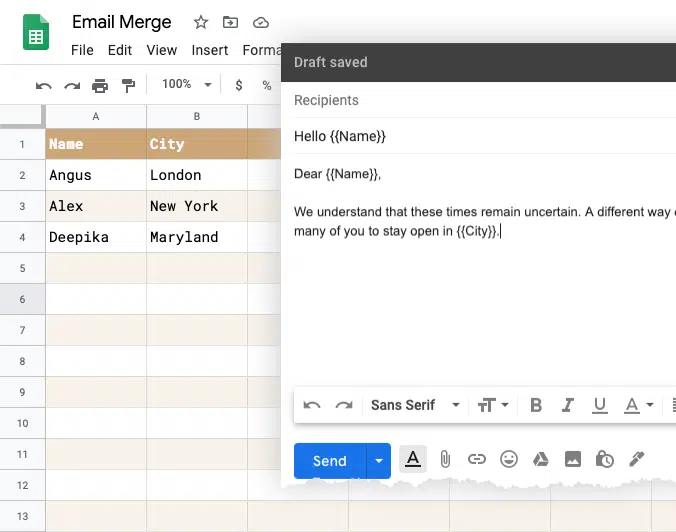 Email Merge
File Edit View Insert Forma
100% $ %
Draft saved
Recipients
Hello {{Name}}
Dear {{Name}},
We understand that these times remain uncertain. A different way
many of you to stay open in {{City}}.
A B
1 Name City
2 Angus London
3 Alex New York
4 Deepika Maryland
5
6
7
8
9
10
11
12
13
Sans Serif B I U A
Send A